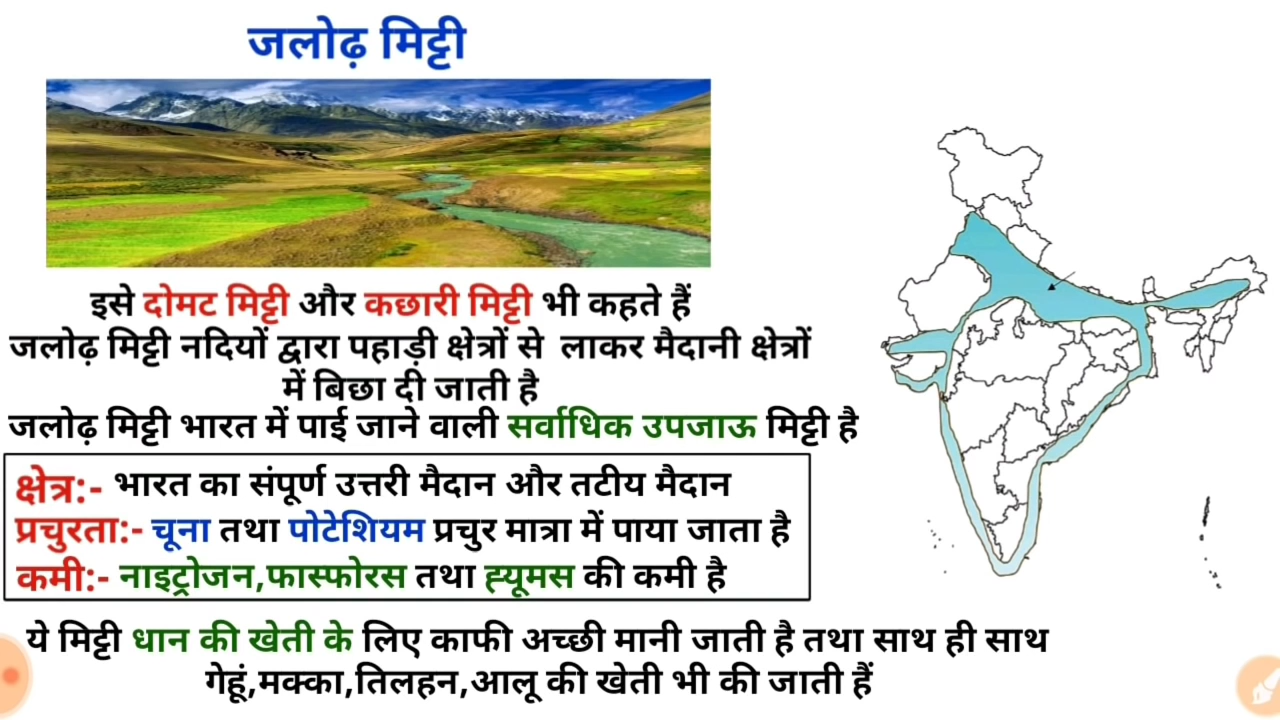 जलोढ़ मिट्टी
इसे दोमट मिट्टी और कछारी मिट्टी भी कहते हैं
जलोढ़ मिट्टी नदियों द्वारा पहाड़ी क्षेत्रों से लाकर मैदानी क्षेत्रों
में बिछा दी जाती है
जलोढ़ मिट्टी भारत में पाई जाने वाली सर्वाधिक उपजाऊ मिट्टी है
क्षेत्र:- भारत का संपूर्ण उत्तरी मैदान और तटीय मैदान
प्रचुरता:- चूना तथा पोटेशियम प्रचुर मात्रा में पाया जाता है
कमी:- नाइट्रोजन,फास्फोरस तथा ह्यूमस की कमी है
ये मिट्टी धान की खेती के लिए काफी अच्छी मानी जाती है तथा साथ ही साथ
गेहूं,मक्का,तिलहन,आलू की खेती भी की जाती हैं